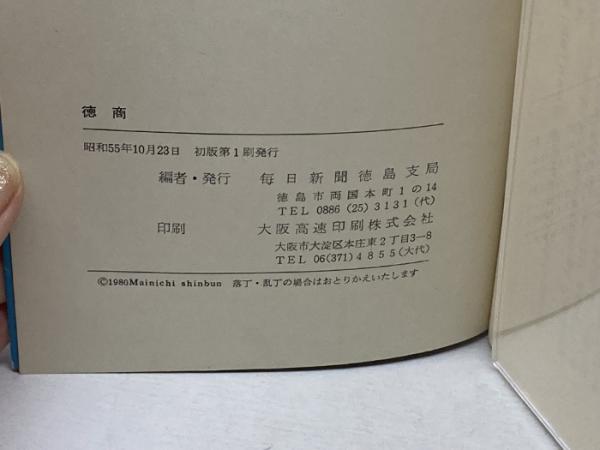 徳商
昭和55年10月23日 初版第1刷発行
編者・発行 毎日新聞徳島支局
徳島市両国本町1の14
TEL 0886 (25) 3131 (代)
印刷 大阪高速印刷株式会社
大阪市大淀区本庄東2丁目3−8
TEL 06(371)4855(大代)
©1980 Mainichi shinbun 落丁・乱丁の場合はおとりかえいたします